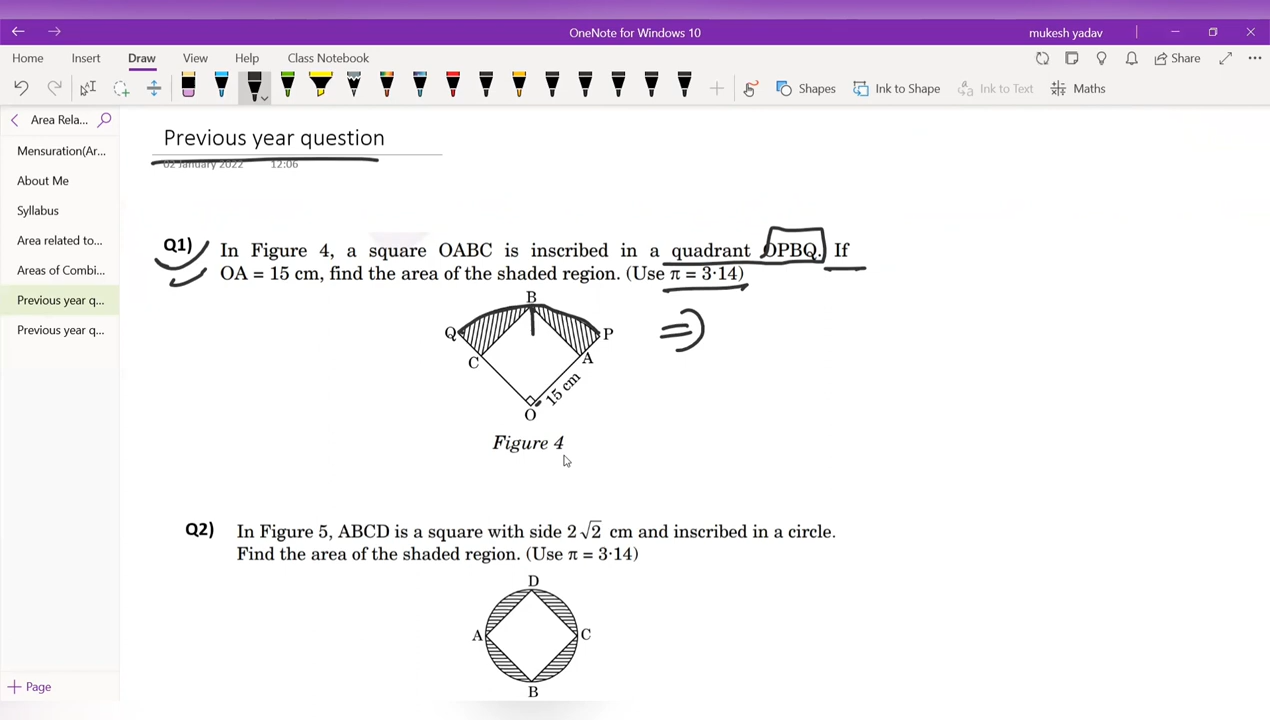 OneNote for Windows 10
mukesh yadav
Home Insert Draw View Help Class Notebook
Share
Shapes
Ink to Shape
Ink to Text
Maths
Area Rela...
Mensuration(Ar...
About Me
Syllabus
Area related to...
Areas of Combi...
Previous year q...
Previous year q...
+ Page
Previous year question
02 January 2022 12:06
Q1) In Figure 4, a square OABC is inscribed in a quadrant OPBQ. If
OA = 15 cm, find the area of the shaded region. (Use π = 3·14)
B
Q
P
⇒
C
A
15 cm
O
Figure 4
Q2) In Figure 5, ABCD is a square with side 2√2 cm and inscribed in a circle.
Find the area of the shaded region. (Use π = 3·14)
D
A
C
B